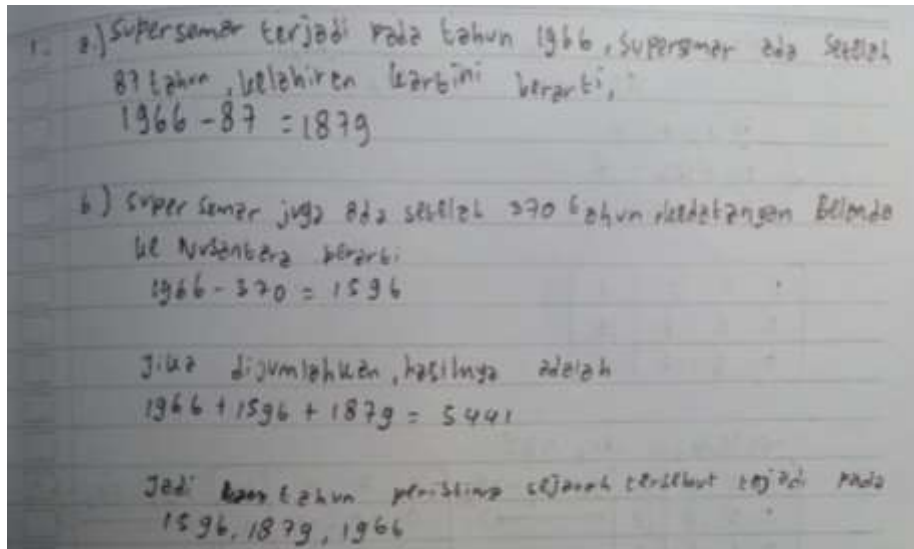 1. a.) Supersemar terjadi pada tahun 1966, Supersemar ada setelah
87 tahun, kelahiran kartini berarti,
1966 - 87 = 1879
b.) Super Semar juga ada setelah 370 tahun kedatangan Belanda
ke Nusantara berarti
1966 - 370 = 1596
Jika dijumlahkan, hasilnya adalah
1966 + 1596 + 1879 = 5441
Jadi tahun peristiwa sejarah tersebut terjadi pada
1596, 1879, 1966